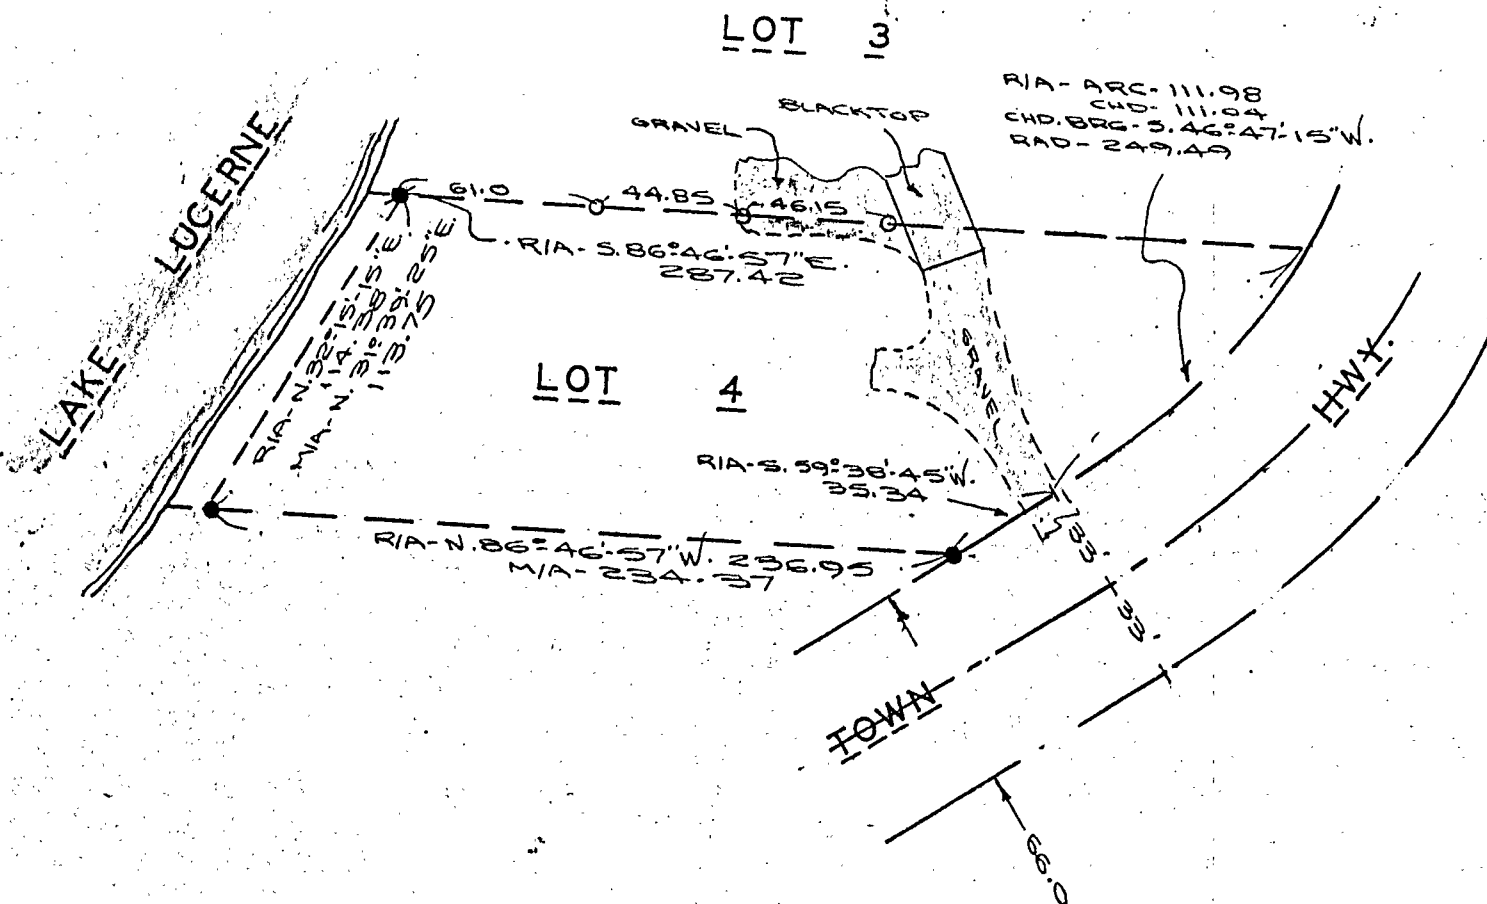 LOT 3
R/A- ARC- 111.98
CHD- 111.04
CHD. BRG- S.46°-47'-15"W.
RAD- 249.49
BLACKTOP
GRAVEL
61.0
44.85
46.15
R/A- S.86°-46'-57"E.
287.42
LAKE LUCERNE
R/A- N.32°-15'-15"E.
114.38
M/A- N.31°-39'-25"E
113.75
LOT 4
GRAVEL
HWY.
R/A- S.59°-38'-45"W.
35.34
R/A- N.86°-46'-57"W. 236.95
M/A- 234.37
33'
33'
TOWN
66.0